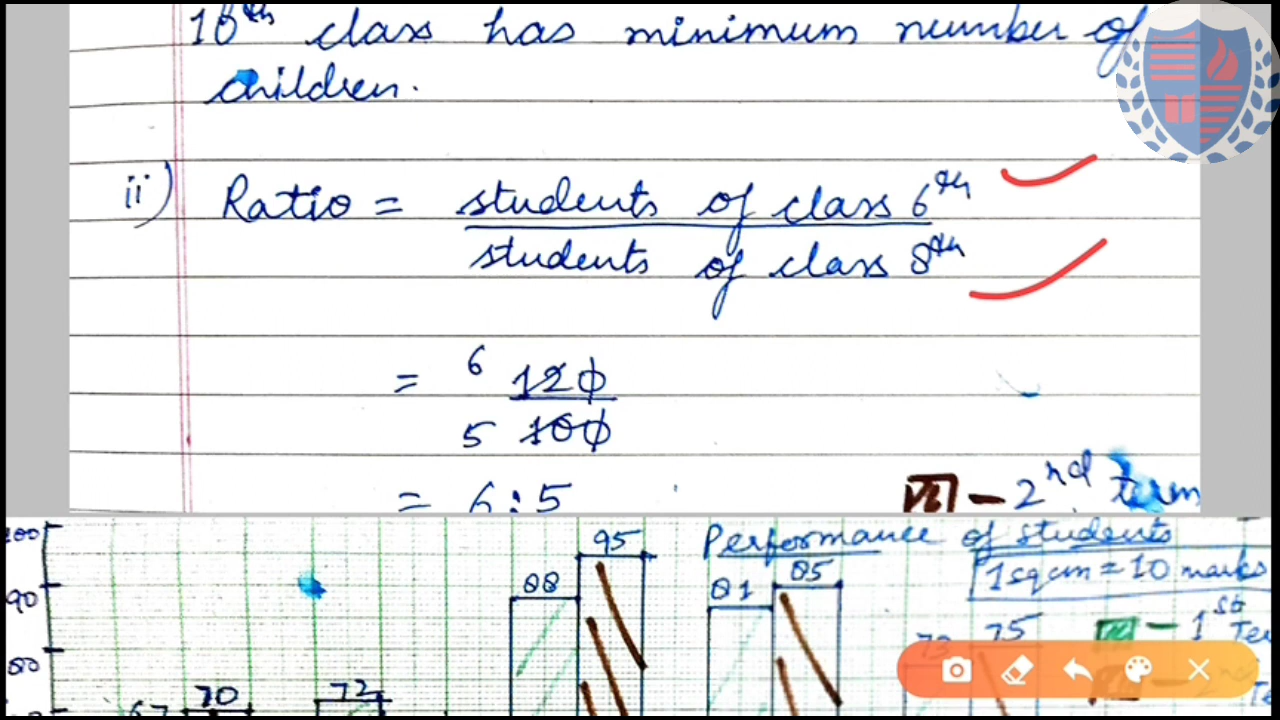 10th class has minimum number of
children.
ii) Ratio = students of class 6th
students of class 8th
= 6 120
5 100
= 6:5
- 2nd term
100
90
80
95
88
70
72
67
Performance of students
1 sq cm = 10 marks
81
85
73
75
- 1st Te